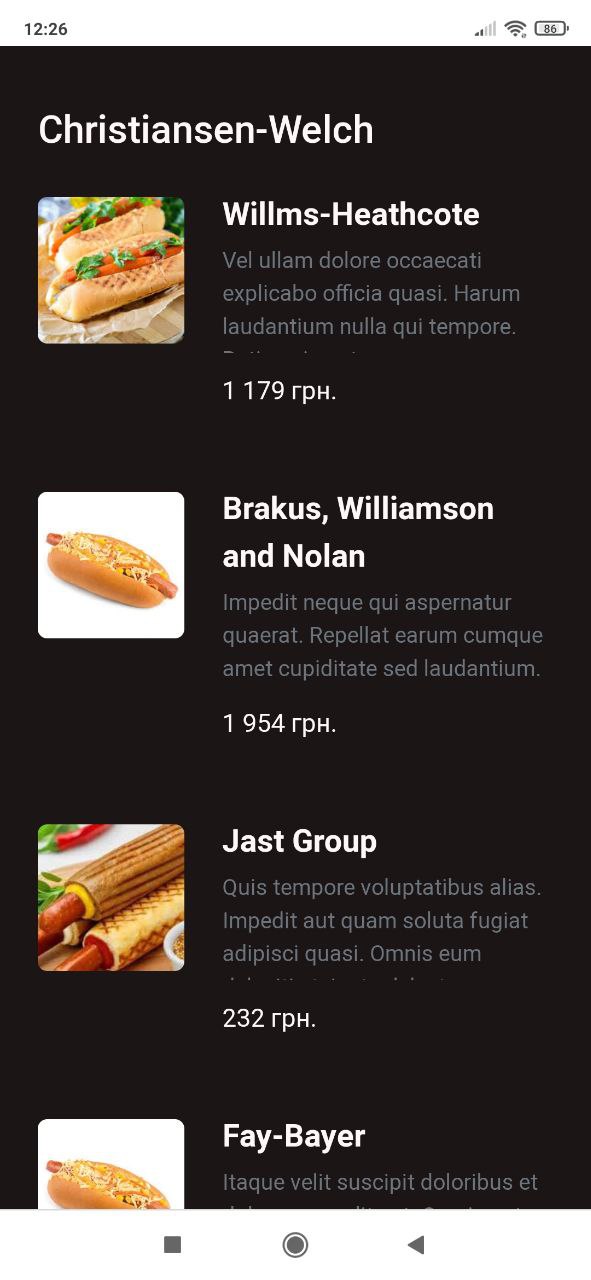 12:26
86
Christiansen-Welch
Willms-Heathcote
Vel ullam dolore occaecati
explicabo officia quasi. Harum
laudantium nulla qui tempore.
1 179 грн.
Brakus, Williamson
and Nolan
Impedit neque qui aspernatur
quaerat. Repellat earum cumque
amet cupiditate sed laudantium.
1 954 грн.
Jast Group
Quis tempore voluptatibus alias.
Impedit aut quam soluta fugiat
adipisci quasi. Omnis eum
232 грн.
Fay-Bayer
Itaque velit suscipit doloribus et